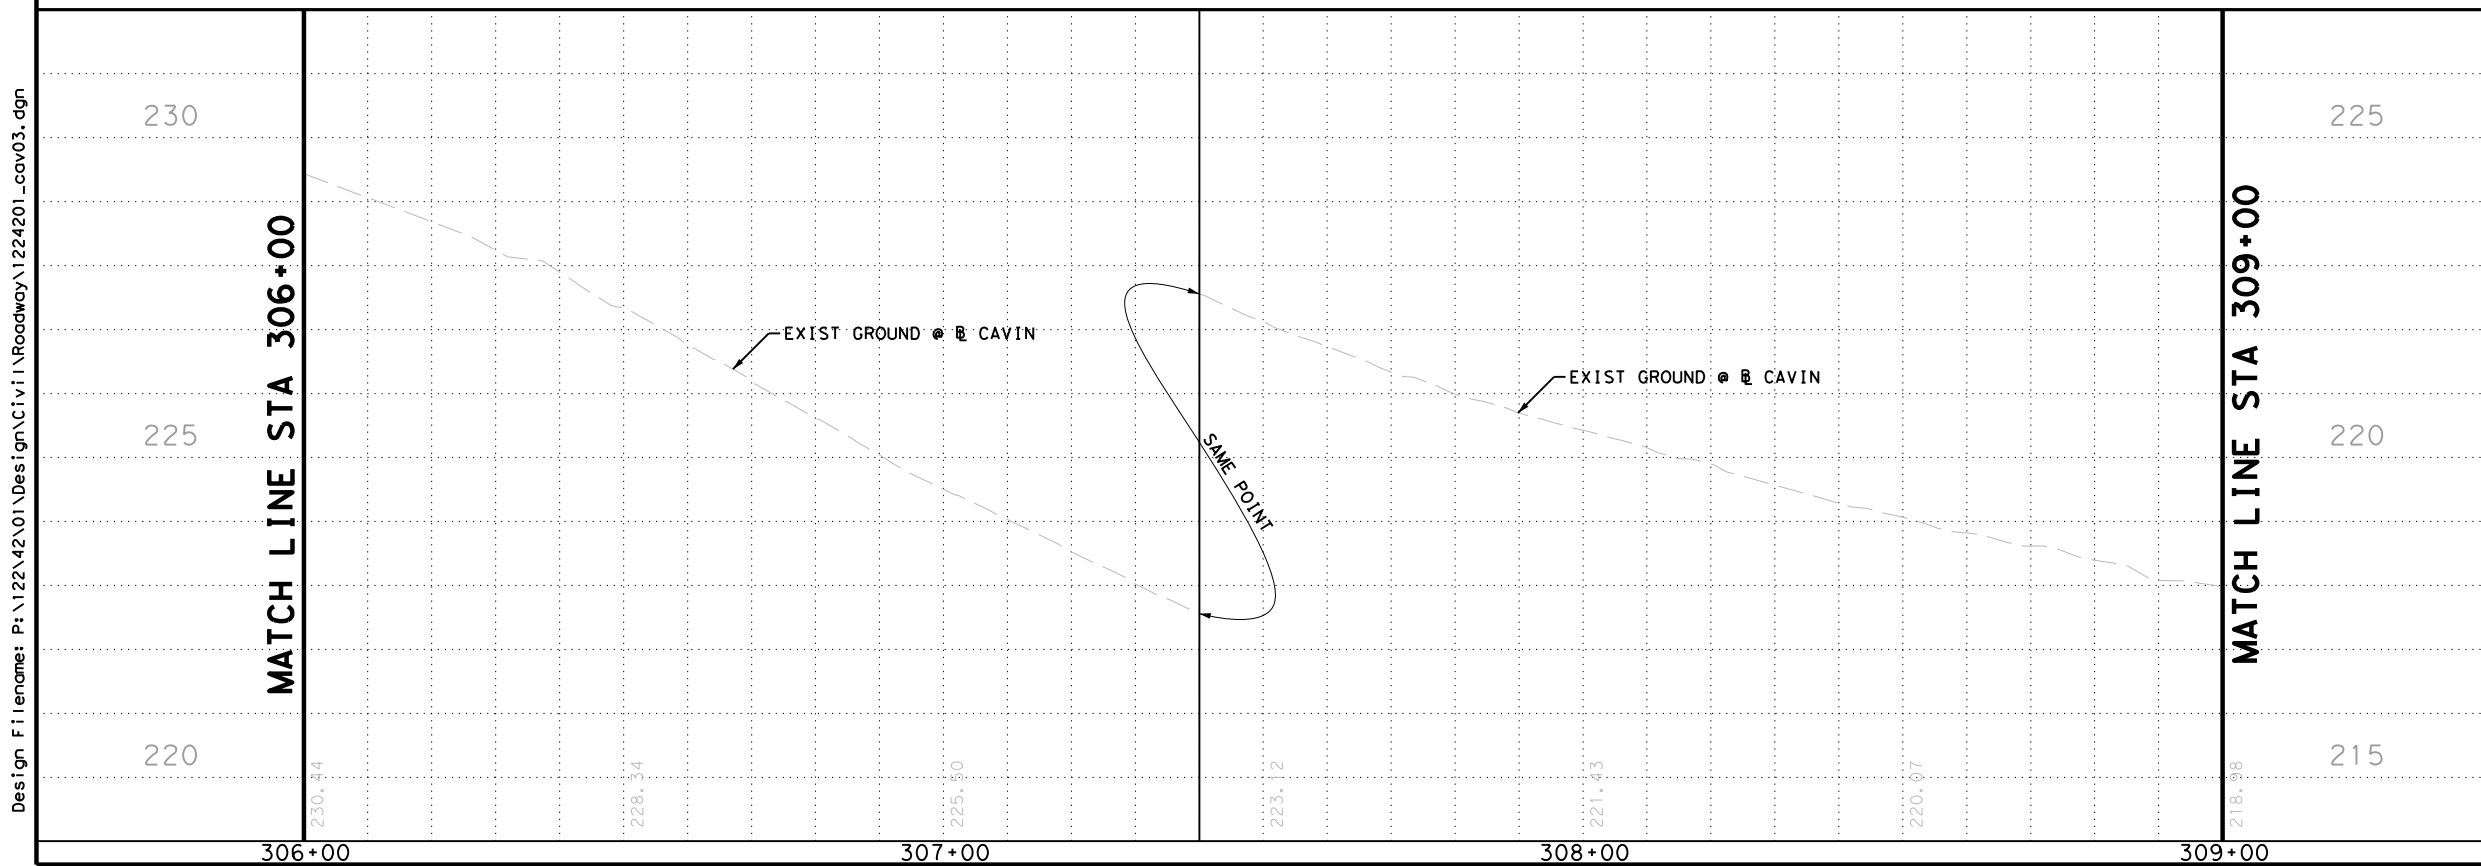 Design Filename: P:\122\42\01\Design\Civil\Roadway\1224201_cav03.dgn
230
225
220
MATCH LINE STA 306+00
EXIST GROUND @ BL CAVIN
SAME POINT
EXIST GROUND @ BL CAVIN
MATCH LINE STA 309+00
225
220
215
230.44
228.34
225.50
223.12
221.43
220.07
218.98
306+00
307+00
308+00
309+00